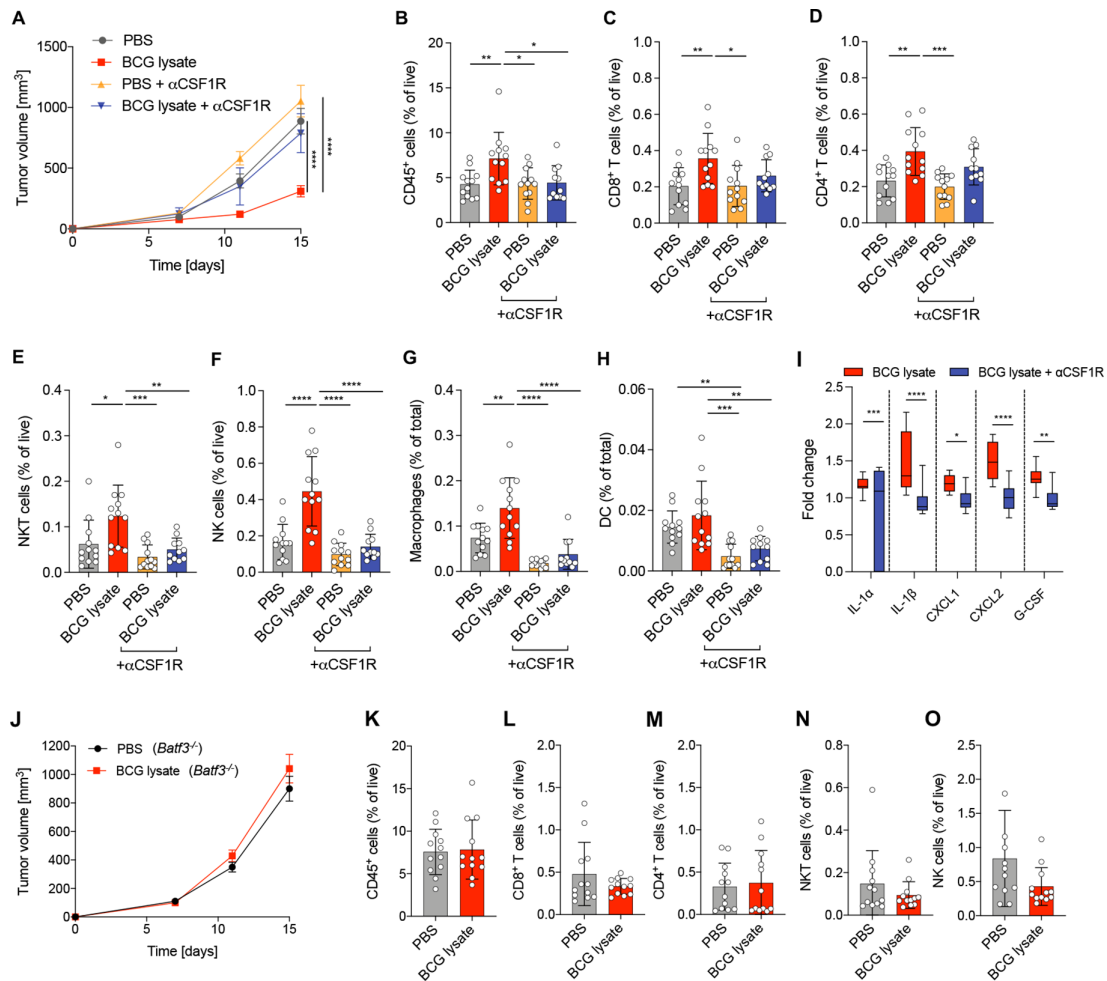 A
Tumor volume [mm³]
1500
1000
500
0
0
5
10
15
Time [days]
PBS
BCG lysate
PBS + αCSF1R
BCG lysate + αCSF1R
****
****
B
CD45⁺ cells (% of live)
20
15
10
5
0
**
*
*
PBS
BCG lysate
PBS
BCG lysate
+αCSF1R
C
CD8⁺ T cells (% of live)
1.0
0.8
0.6
0.4
0.2
0.0
**
*
PBS
BCG lysate
PBS
BCG lysate
+αCSF1R
D
CD4⁺ T cells (% of live)
1.0
0.8
0.6
0.4
0.2
0.0
**
***
PBS
BCG lysate
PBS
BCG lysate
+αCSF1R
E
NKT cells (% of live)
0.4
0.3
0.2
0.1
0.0
**
*
***
PBS
BCG lysate
PBS
BCG lysate
+αCSF1R
F
NK cells (% of live)
1.0
0.8
0.6
0.4
0.2
0.0
****
****
****
PBS
BCG lysate
PBS
BCG lysate
+αCSF1R
G
Macrophages (% of total)
0.4
0.3
0.2
0.1
0.0
****
**
****
PBS
BCG lysate
PBS
BCG lysate
+αCSF1R
H
DC (% of total)
0.06
0.04
0.02
0.00
**
**
***
PBS
BCG lysate
PBS
BCG lysate
+αCSF1R
I
BCG lysate
BCG lysate + αCSF1R
Fold change
2.0
1.5
1.0
0.5
0.0
***
****
*
****
**
IL-1α
IL-1β
CXCL1
CXCL2
G-CSF
J
Tumor volume [mm³]
1200
1000
800
600
400
200
0
0
5
10
15
Time [days]
PBS (Batf3⁻/⁻)
BCG lysate (Batf3⁻/⁻)
K
CD45⁺ cells (% of live)
20
15
10
5
0
PBS
BCG lysate
L
CD8⁺ T cells (% of live)
2.0
1.5
1.0
0.5
0.0
PBS
BCG lysate
M
CD4⁺ T cells (% of live)
2.0
1.5
1.0
0.5
0.0
PBS
BCG lysate
N
NKT cells (% of live)
0.8
0.6
0.4
0.2
0.0
PBS
BCG lysate
O
NK cells (% of live)
2.5
2.0
1.5
1.0
0.5
0.0
PBS
BCG lysate